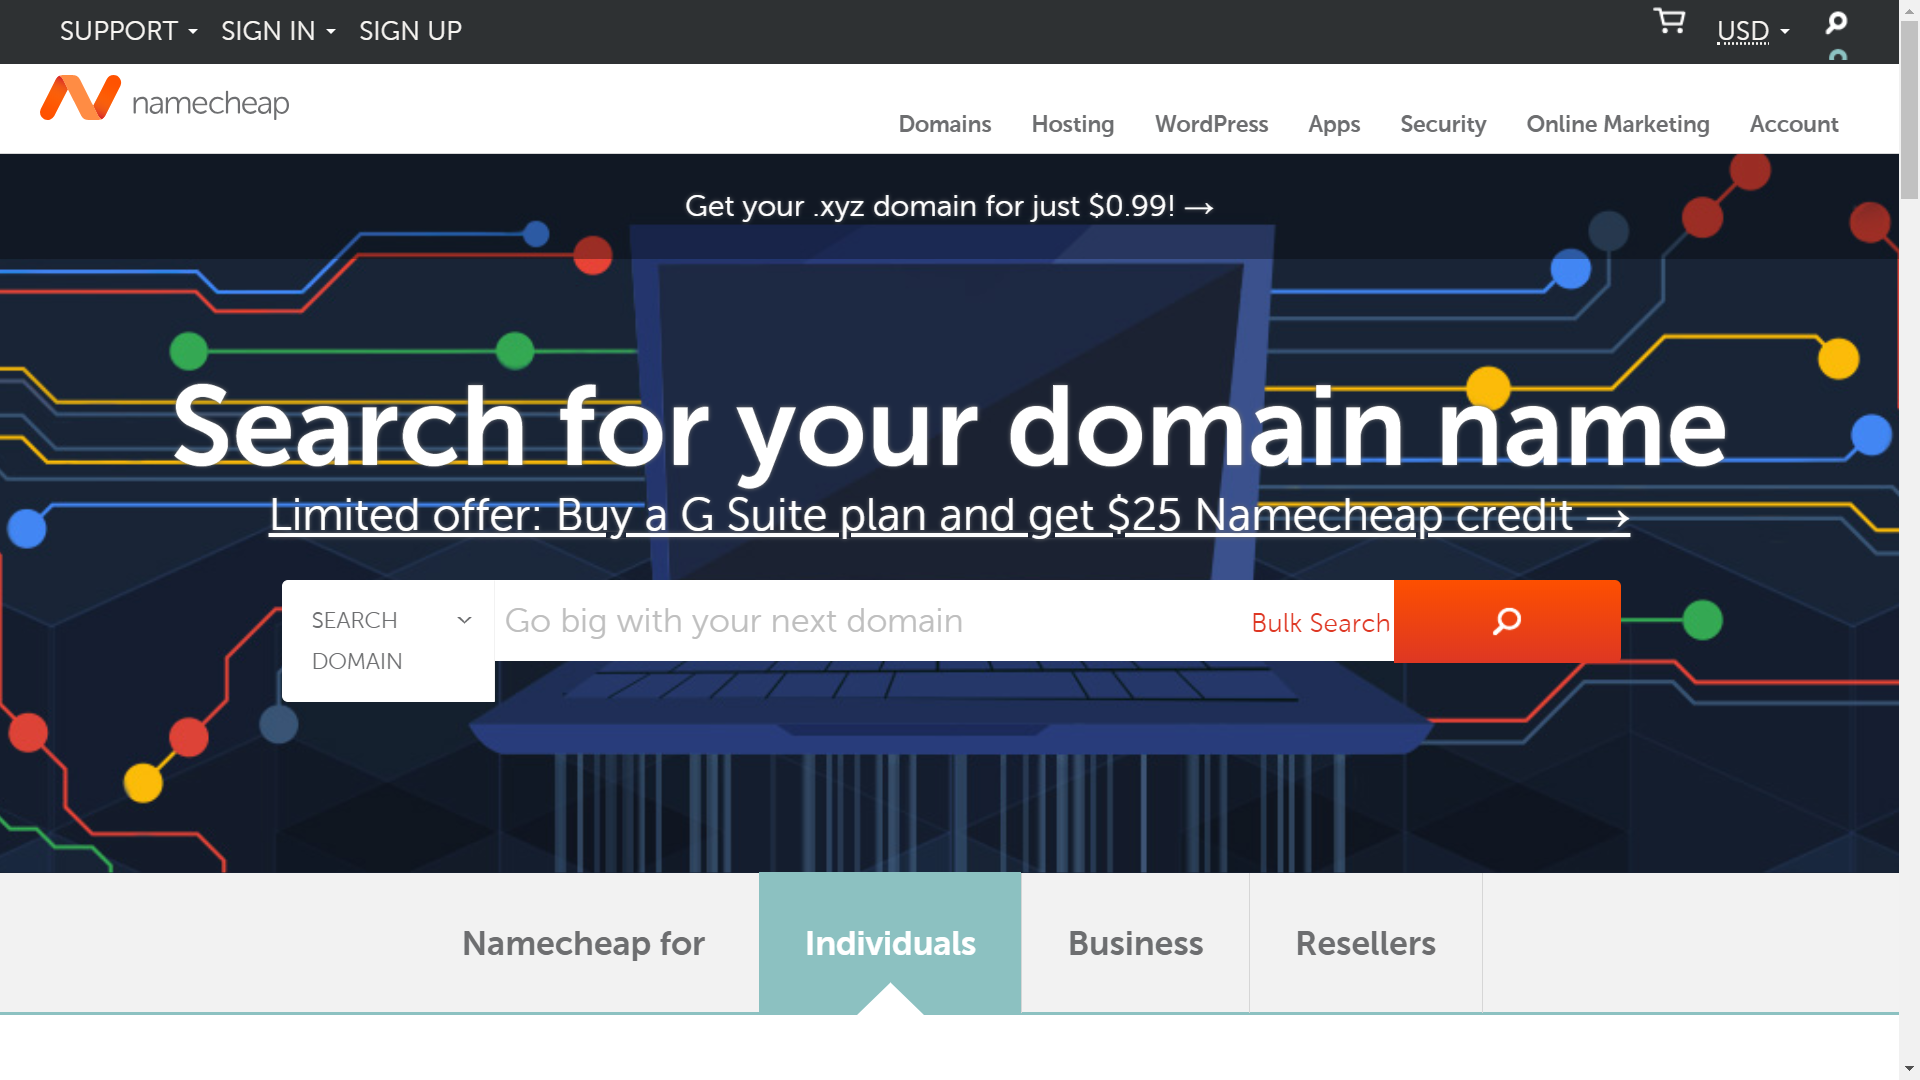 SUPPORT SIGN IN SIGN UP USD
namecheap
Domains Hosting WordPress Apps Security Online Marketing Account
Get your .xyz domain for just $0.99! →
Search for your domain name
Limited offer: Buy a G Suite plan and get $25 Namecheap credit →
SEARCH DOMAIN
Go big with your next domain
Bulk Search
Namecheap for Individuals Business Resellers